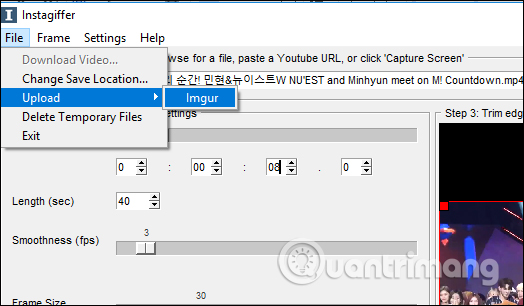 Instagiffer
File Frame Settings Help
Download Video...
Change Save Location...
Upload
Imgur
Delete Temporary Files
Exit
wse for a file, paste a Youtube URL, or click 'Capture Screen'
순간! 민현&뉴이스트W NU'EST and Minhyun meet on M! Countdown.mp4
ettings
Step 3: Trim edg
0 : 00 : 08 . 0
Length (sec) 40
Smoothness (fps) 3
Frame Size 30
Quantrimang